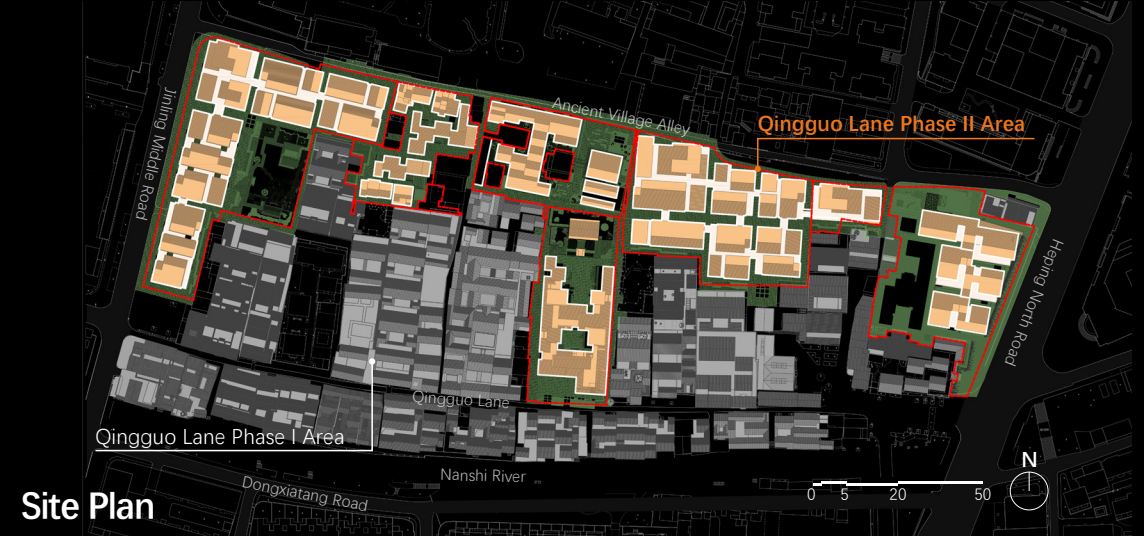 Jinling Middle Road
Ancient Village Alley
Qingguo Lane Phase II Area
Heping North Road
Qingguo Lane
Qingguo Lane Phase I Area
Nanshi River
Dongxiatang Road
Site Plan
0 5 20 50
N